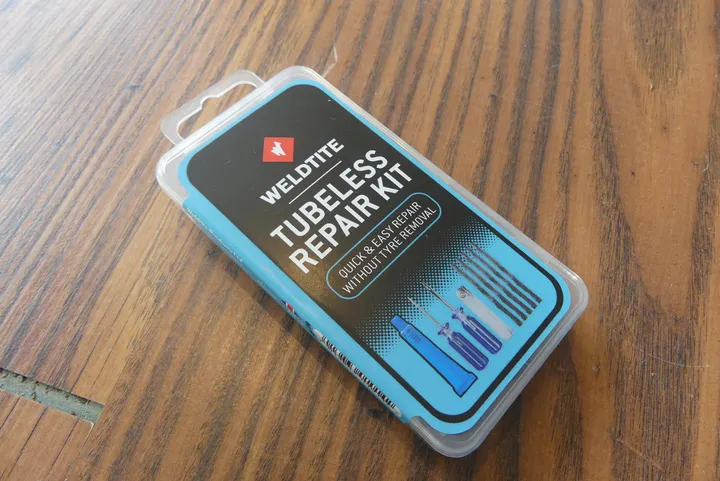 WELDTITE
TUBELESS
REPAIR KIT
QUICK & EASY REPAIR
WITHOUT TYRE REMOVAL